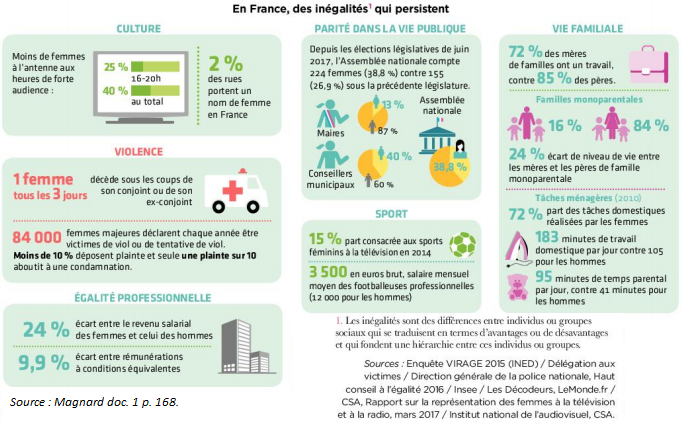 En France, des inégalités¹ qui persistent
CULTURE
Moins de femmes
à l'antenne aux
heures de forte
audience :
25 %
16-20h
40 %
au total
2 %
des rues
portent un
nom de femme
en France
VIOLENCE
1 femme
tous les 3 jours
décède sous les coups de
son conjoint ou de son
ex-conjoint
84 000 femmes majeures déclarent chaque année être
victimes de viol ou de tentative de viol.
Moins de 10 % déposent plainte et seule une plainte sur 10
aboutit à une condamnation.
ÉGALITÉ PROFESSIONNELLE
24 % écart entre le revenu salarial
des femmes et celui des hommes
9,9 % écart entre rémunérations
à conditions équivalentes
Source : Magnard doc. 1 p. 168.
PARITÉ DANS LA VIE PUBLIQUE
Depuis les élections législatives de juin
2017, l'Assemblée nationale compte
224 femmes (38,8 %) contre 155
(26,9 %) sous la précédente législature.
Maires
13 %
87 %
Conseillers
municipaux
40 %
60 %
Assemblée
nationale
38,8 %
SPORT
15 % part consacrée aux sports
féminins à la télévision en 2014
3 500 en euros brut, salaire mensuel
moyen des footballeuses professionnelles
(12 000 pour les hommes)
VIE FAMILIALE
72 % des mères
de familles ont un travail,
contre 85 % des pères.
Familles monoparentales
16 %
84 %
24 % écart de niveau de vie entre
les mères et les pères de famille
monoparentale
Tâches ménagères (2010)
72 % part des tâches domestiques
réalisées par les femmes
183 minutes de travail
domestique par jour contre 105
pour les hommes
95 minutes de temps parental
par jour, contre 41 minutes pour
les hommes
1. Les inégalités sont des différences entre individus ou groupes
sociaux qui se traduisent en termes d'avantages ou de désavantages
et qui fondent une hiérarchie entre ces individus ou groupes.
Sources : Enquête VIRAGE 2015 (INED) / Délégation aux
victimes / Direction générale de la police nationale, Haut
conseil à l'égalité 2016 / Insee / Les Décodeurs, LeMonde.fr /
CSA, Rapport sur la représentation des femmes à la télévision
et à la radio, mars 2017 / Institut national de l'audiovisuel, CSA.